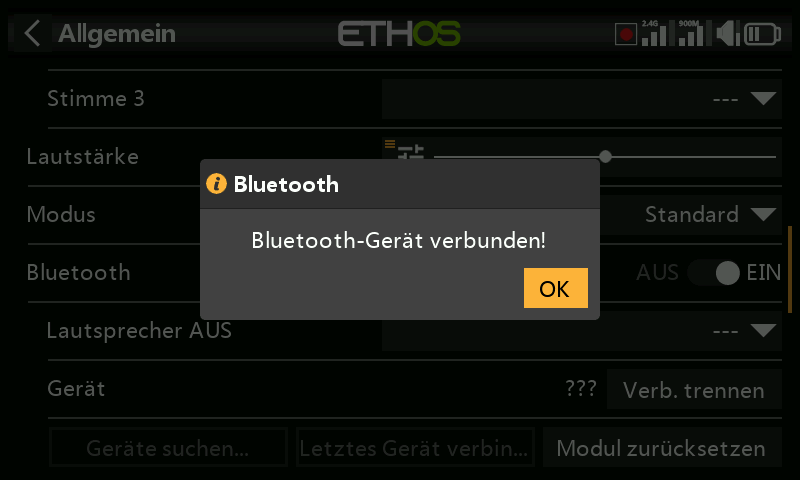 Allgemein
ETHOS
2.4G
900M
Stimme 3
---
Lautstärke
Bluetooth
Modus
Standard
Bluetooth-Gerät verbunden!
Bluetooth
AUS
EIN
OK
Lautsprecher AUS
---
Gerät
???
Verb. trennen
Geräte suchen...
Letztes Gerät verbin...
Modul zurücksetzen